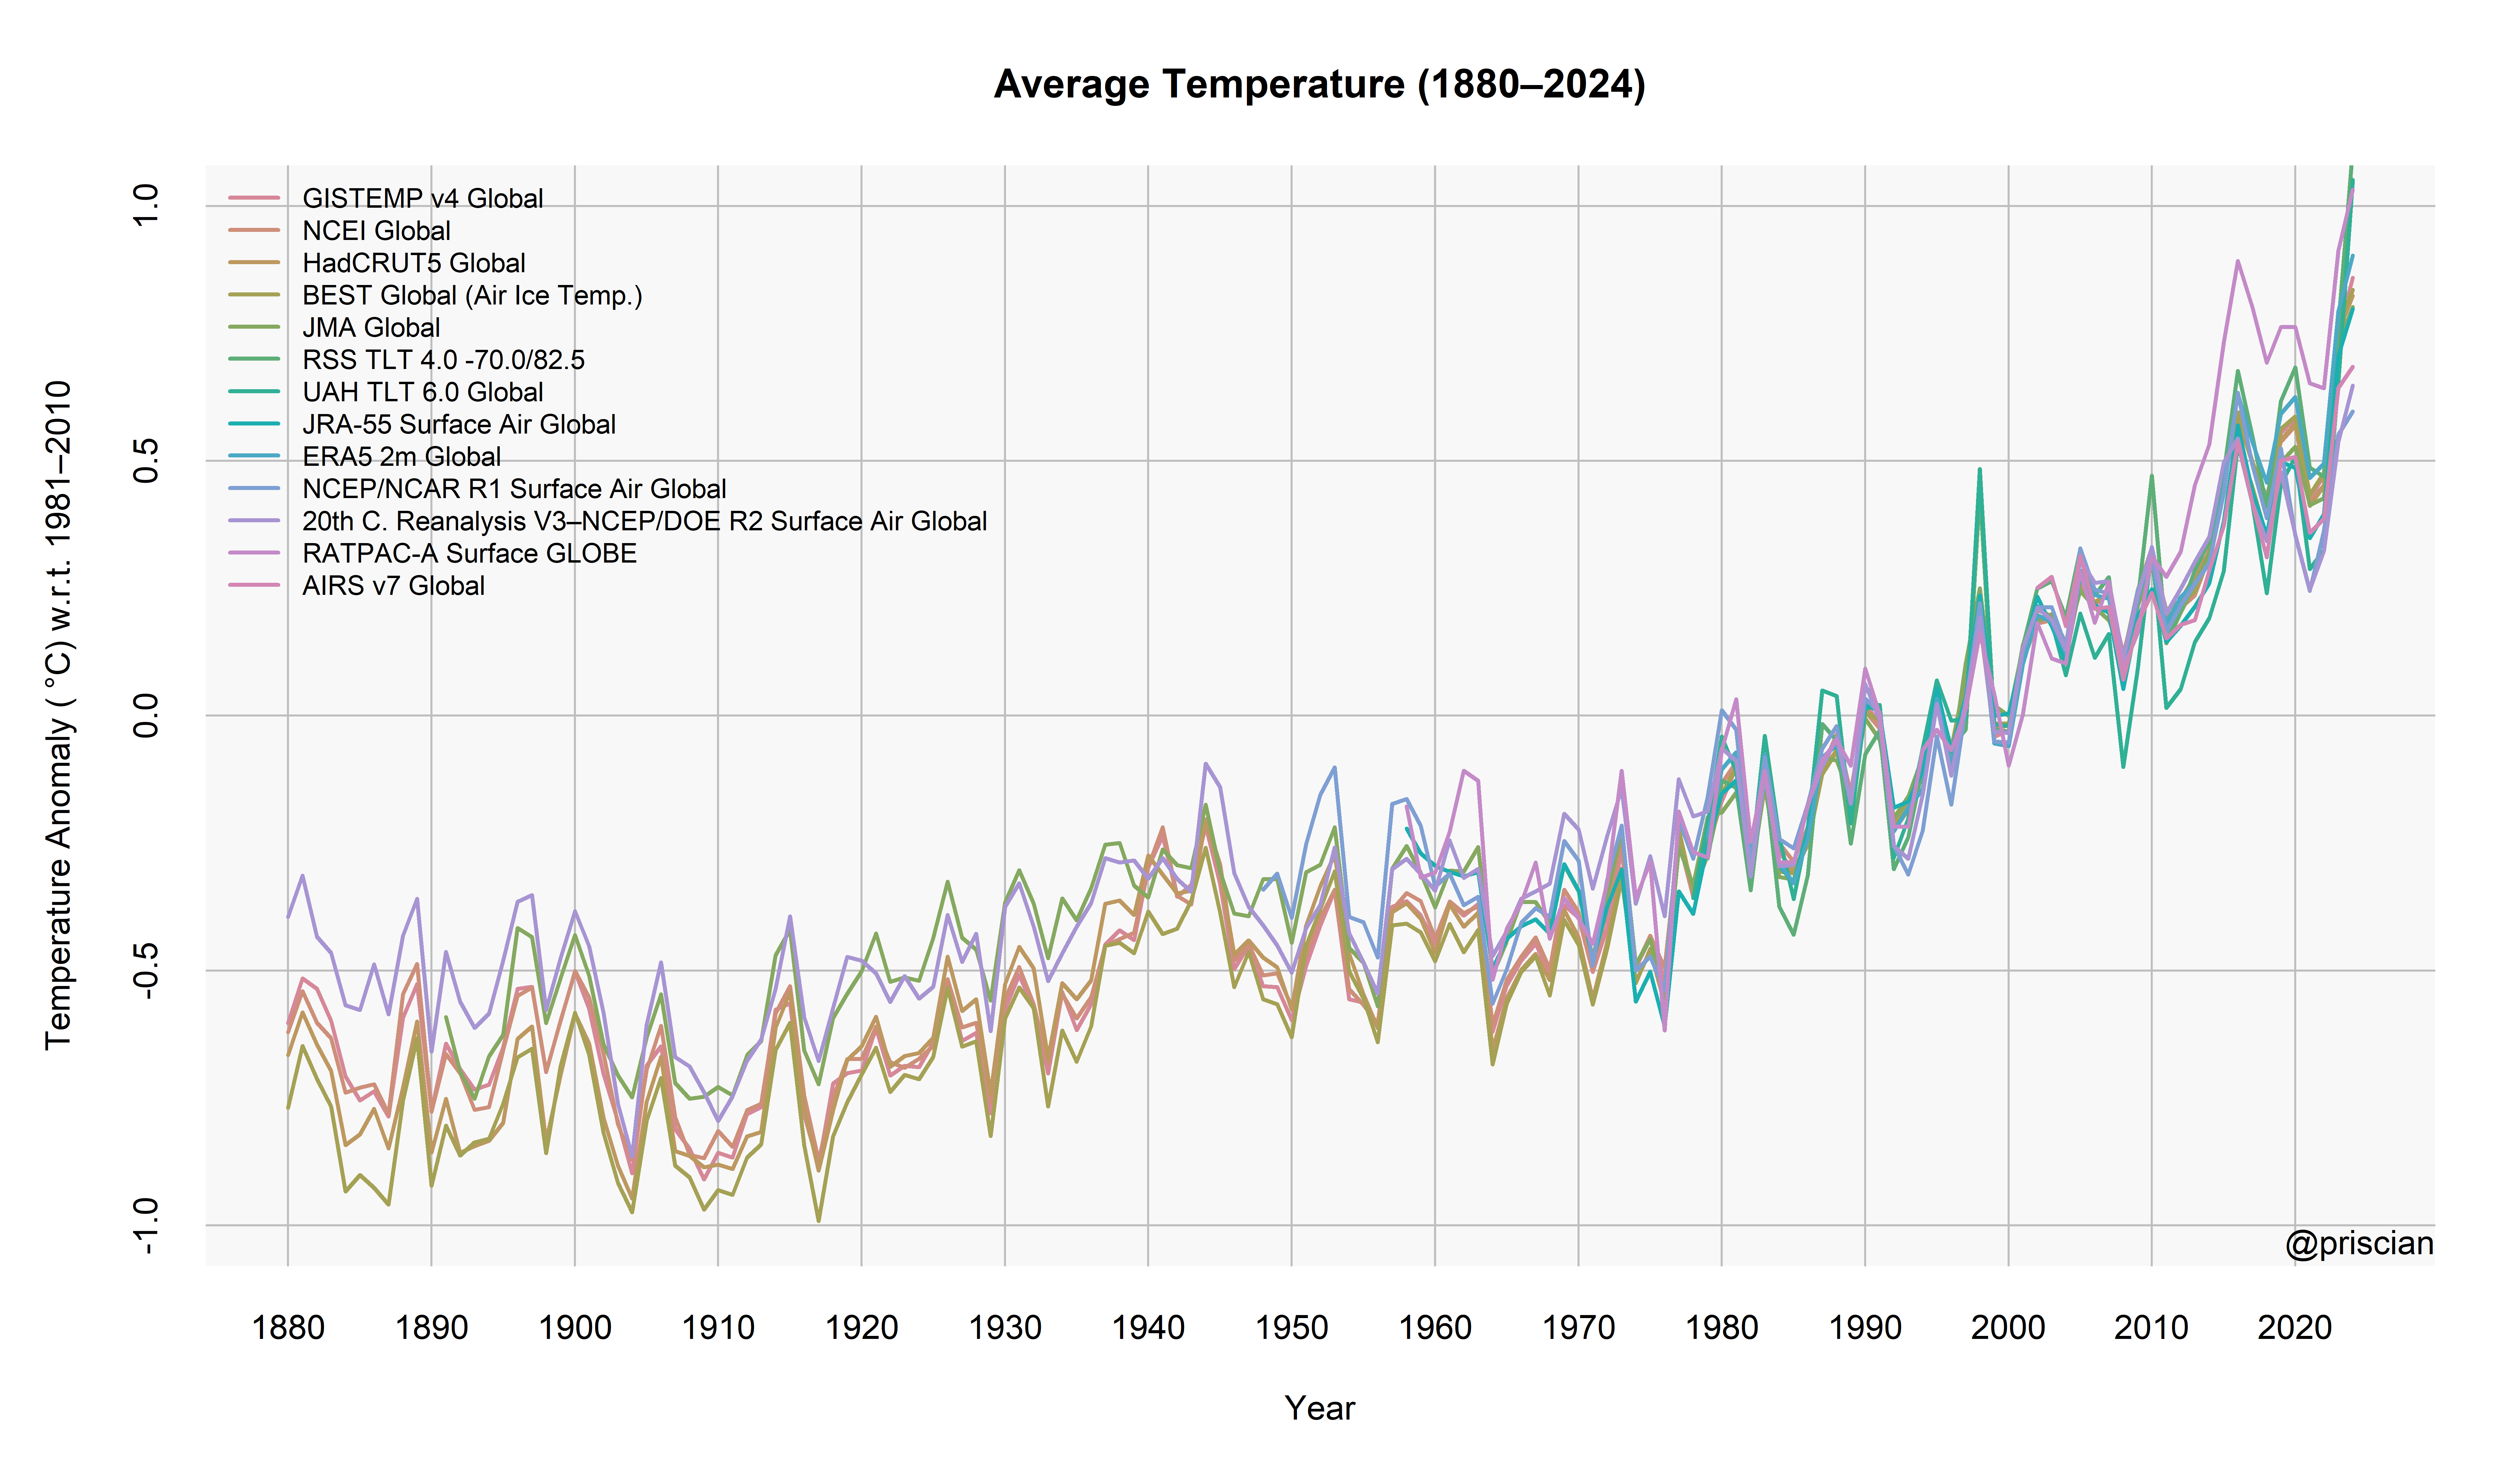 Average Temperature (1880–2024)
Temperature Anomaly (°C) w.r.t. 1981–2010
1.0
0.5
0.0
-0.5
-1.0
GISTEMP v4 Global
NCEI Global
HadCRUT5 Global
BEST Global (Air Ice Temp.)
JMA Global
RSS TLT 4.0 -70.0/82.5
UAH TLT 6.0 Global
JRA-55 Surface Air Global
ERA5 2m Global
NCEP/NCAR R1 Surface Air Global
20th C. Reanalysis V3–NCEP/DOE R2 Surface Air Global
RATPAC-A Surface GLOBE
AIRS v7 Global
@priscian
1880 1890 1900 1910 1920 1930 1940 1950 1960 1970 1980 1990 2000 2010 2020
Year